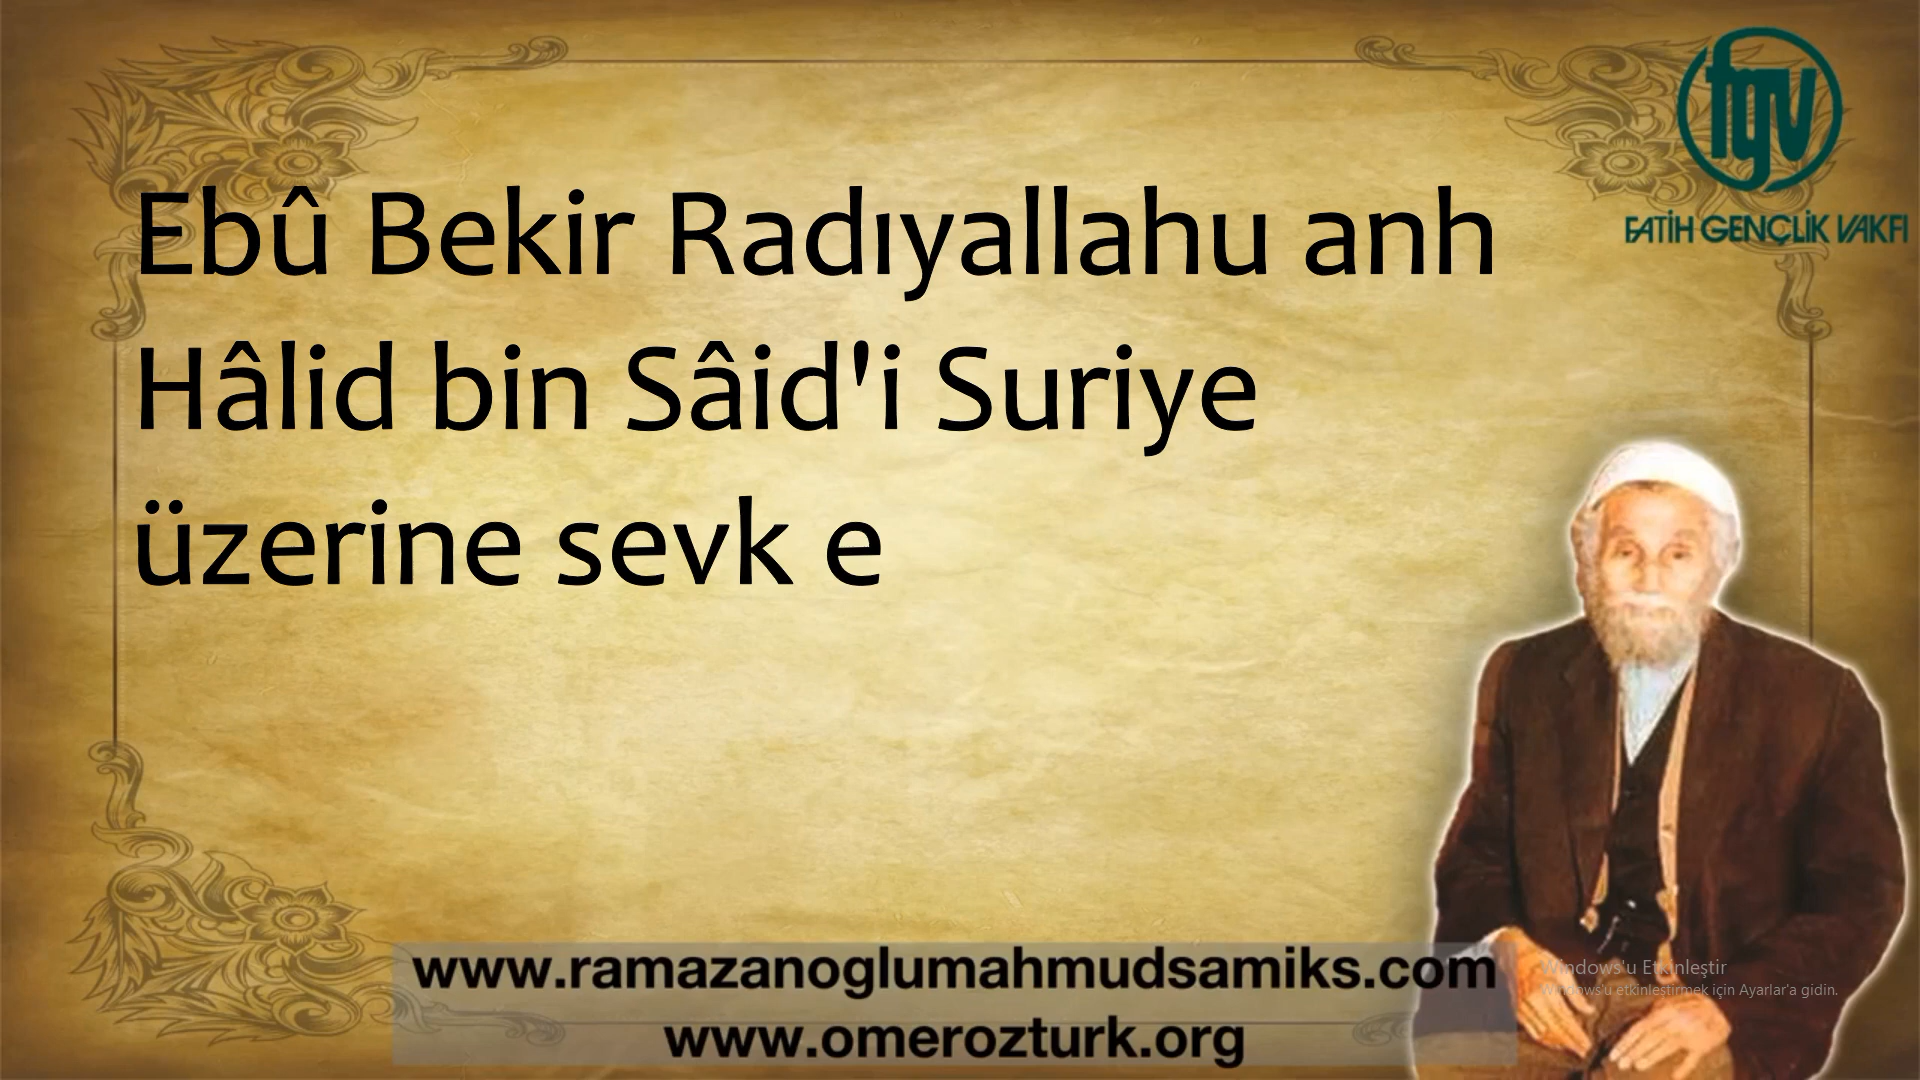 fgv
FATİH GENÇLİK VAKFI
Ebû Bekir Radıyallahu anh
Hâlid bin Sâid'i Suriye
üzerine sevk e
www.ramazanoglumahmudsamiks.com
www.omerozturk.org
Windows'u Etkinleştir
Windows'u etkinleştirmek için Ayarlar'a gidin.